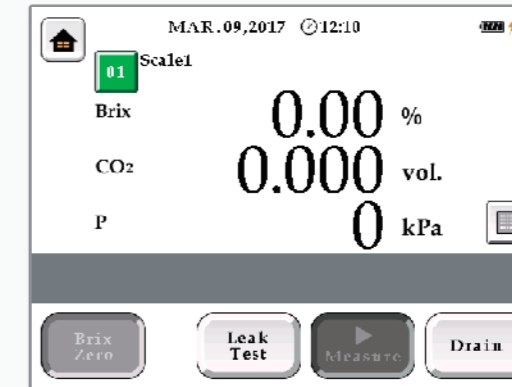 MAR.09,2017 12:10
01 Scale1
Brix 0.00 %
CO2 0.000 vol.
P 0 kPa
Brix
Zero
Leak
Test
Measure
Drain